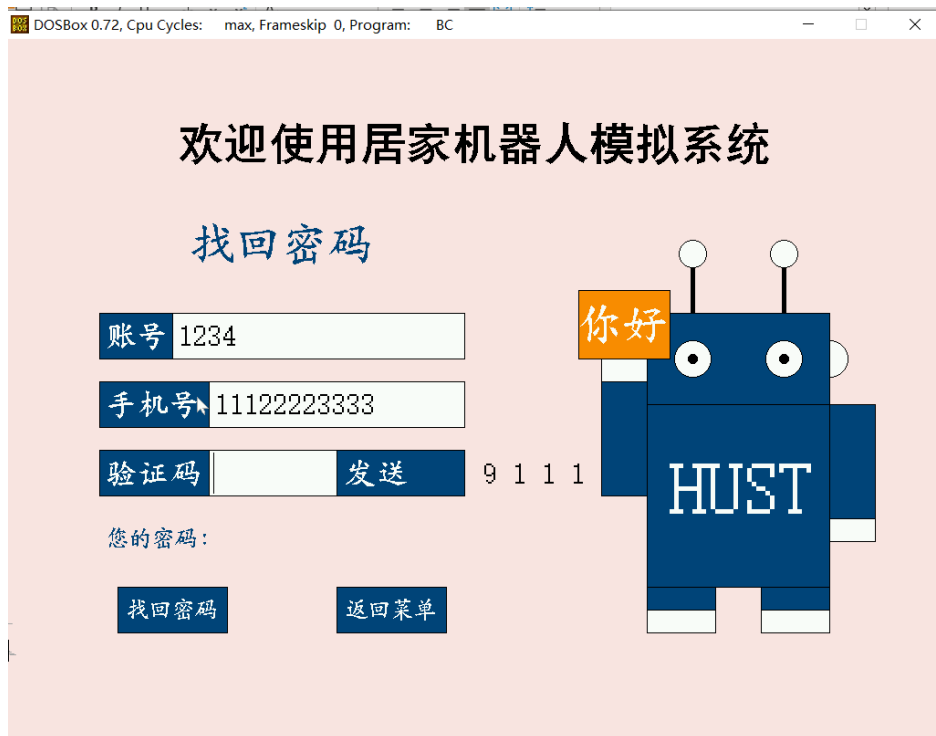 DOSBox 0.72, Cpu Cycles: max, Frameskip 0, Program: BC
欢迎使用居家机器人模拟系统
找回密码
你好
账号 1234
手机号 11122223333
验证码 发送 9 1 1 1
HUST
您的密码:
找回密码 返回菜单